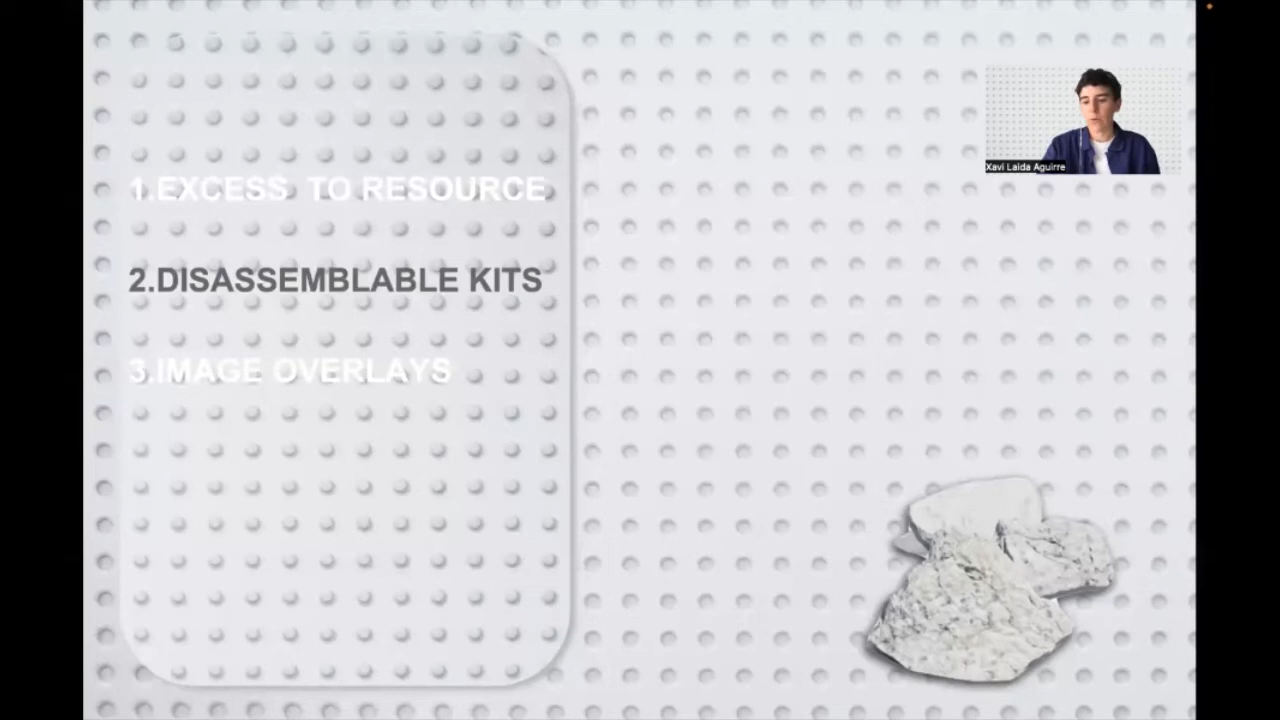 1.EXCESS TO RESOURCE
2.DISASSEMBLABLE KITS
3.IMAGE OVERLAYS
Xavi Laida Aguirre